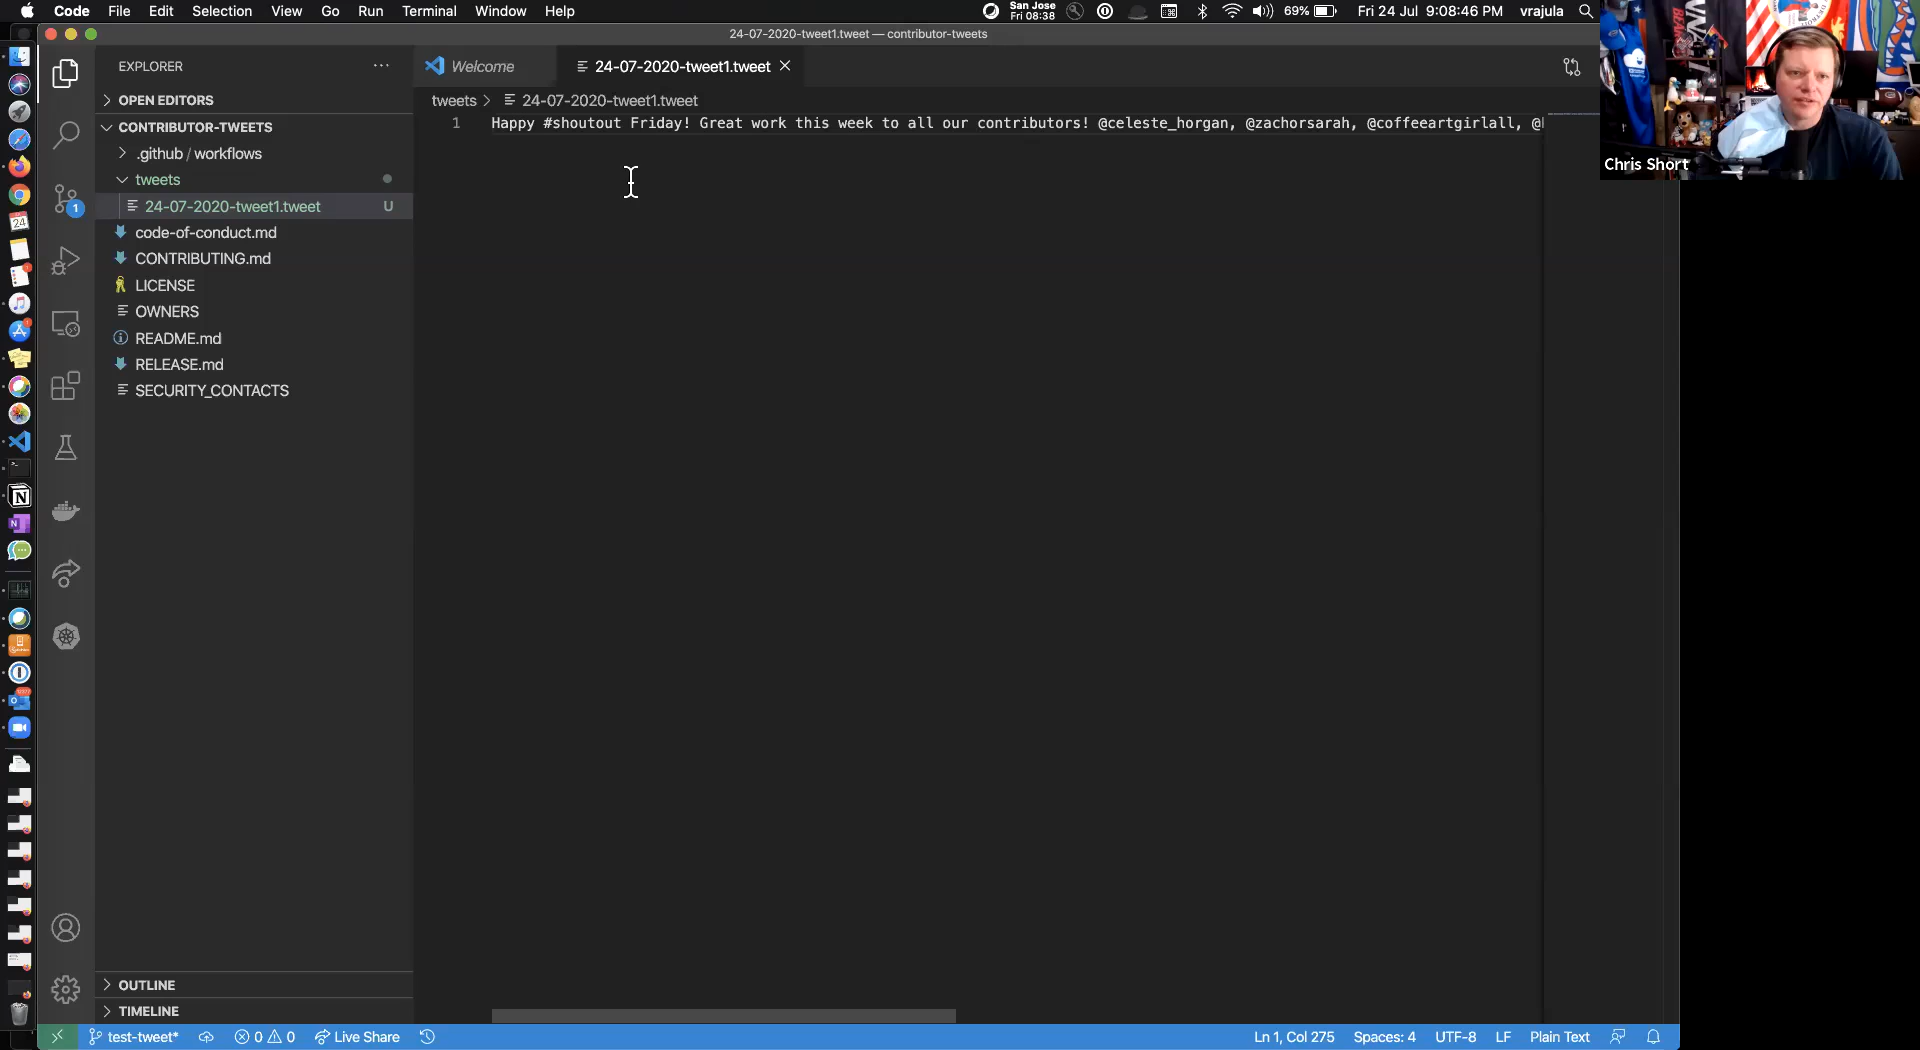 Code File Edit Selection View Go Run Terminal Window Help
San Jose
Fri 08:38
69%
Fri 24 Jul 9:08:46 PM
vrajula
24-07-2020-tweet1.tweet — contributor-tweets
EXPLORER
Welcome
24-07-2020-tweet1.tweet
OPEN EDITORS
tweets > 24-07-2020-tweet1.tweet
CONTRIBUTOR-TWEETS
1 Happy #shoutout Friday! Great work this week to all our contributors! @celeste_horgan, @zachorsarah, @coffeeartgirlall, @
.github / workflows
tweets
24-07-2020-tweet1.tweet U
code-of-conduct.md
CONTRIBUTING.md
LICENSE
OWNERS
README.md
RELEASE.md
SECURITY_CONTACTS
1
Chris Short
OUTLINE
TIMELINE
test-tweet* 0 0 Live Share
Ln 1, Col 275 Spaces: 4 UTF-8 LF Plain Text